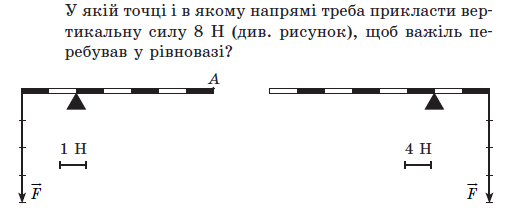 У якій точці і в якому напрямі треба прикласти вер-
тикальну силу 8 Н (див. рисунок), щоб важіль пе-
ребував у рівновазі?
A
1 Н
4 Н
F
F